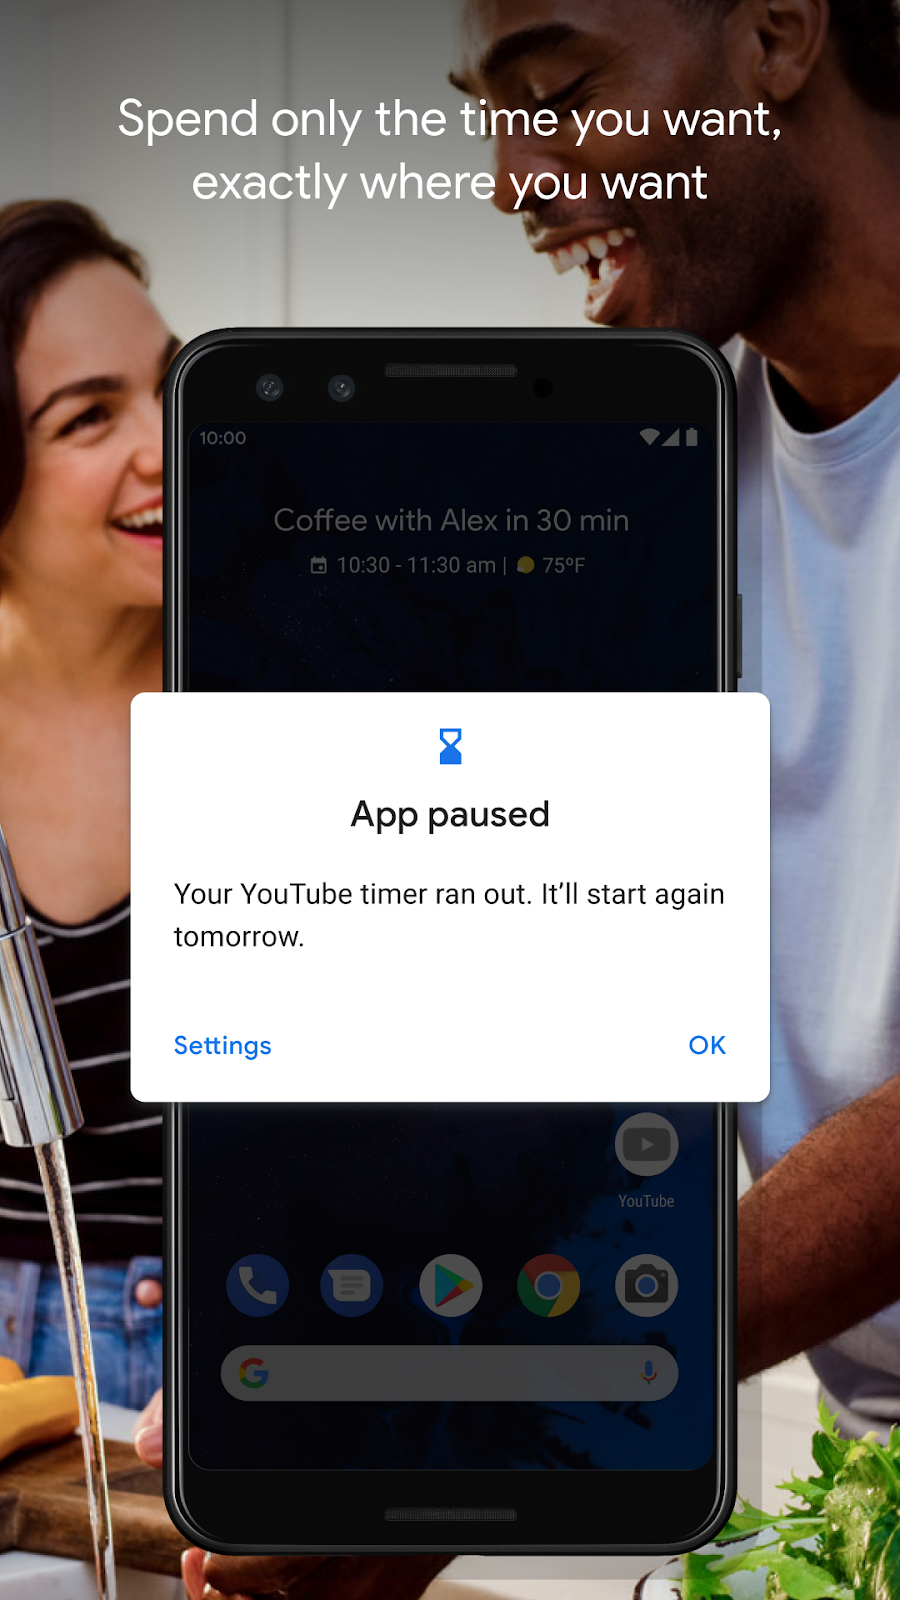 Spend only the time you want,
exactly where you want
10:00
Coffee with Alex in 30 min
10:30 - 11:30 am | 75ºF
App paused
Your YouTube timer ran out. It’ll start again
tomorrow.
Settings
OK
YouTube